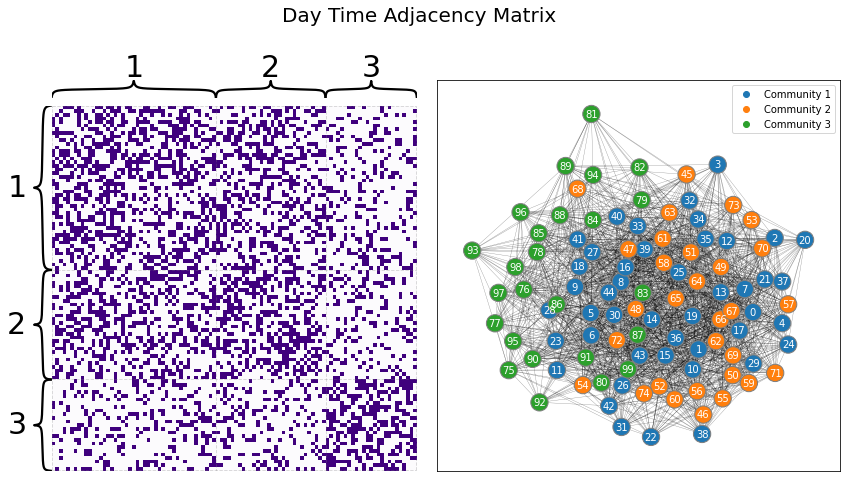 Day Time Adjacency Matrix
1 2 3
1
2
3
Community 1
Community 2
Community 3
81
89 94 82 45 3
68
96 88 84 40 79 33 63 32 34 73 53
93 85 78 41 27 47 39 61 51 35 12 70 2 20
98 18 16 58 25 49
97 76 9 8 44 83 64 13 7 21 37
28 86 65 57
77 5 30 48 14 19 66 67 0 4
95 23 6 72 87 36 62 17 24
75 90 11 91 43 15 1 69 29
99 10 50 71
92 54 80 26 74 52 60 56 55 59
42 46
31 22 38